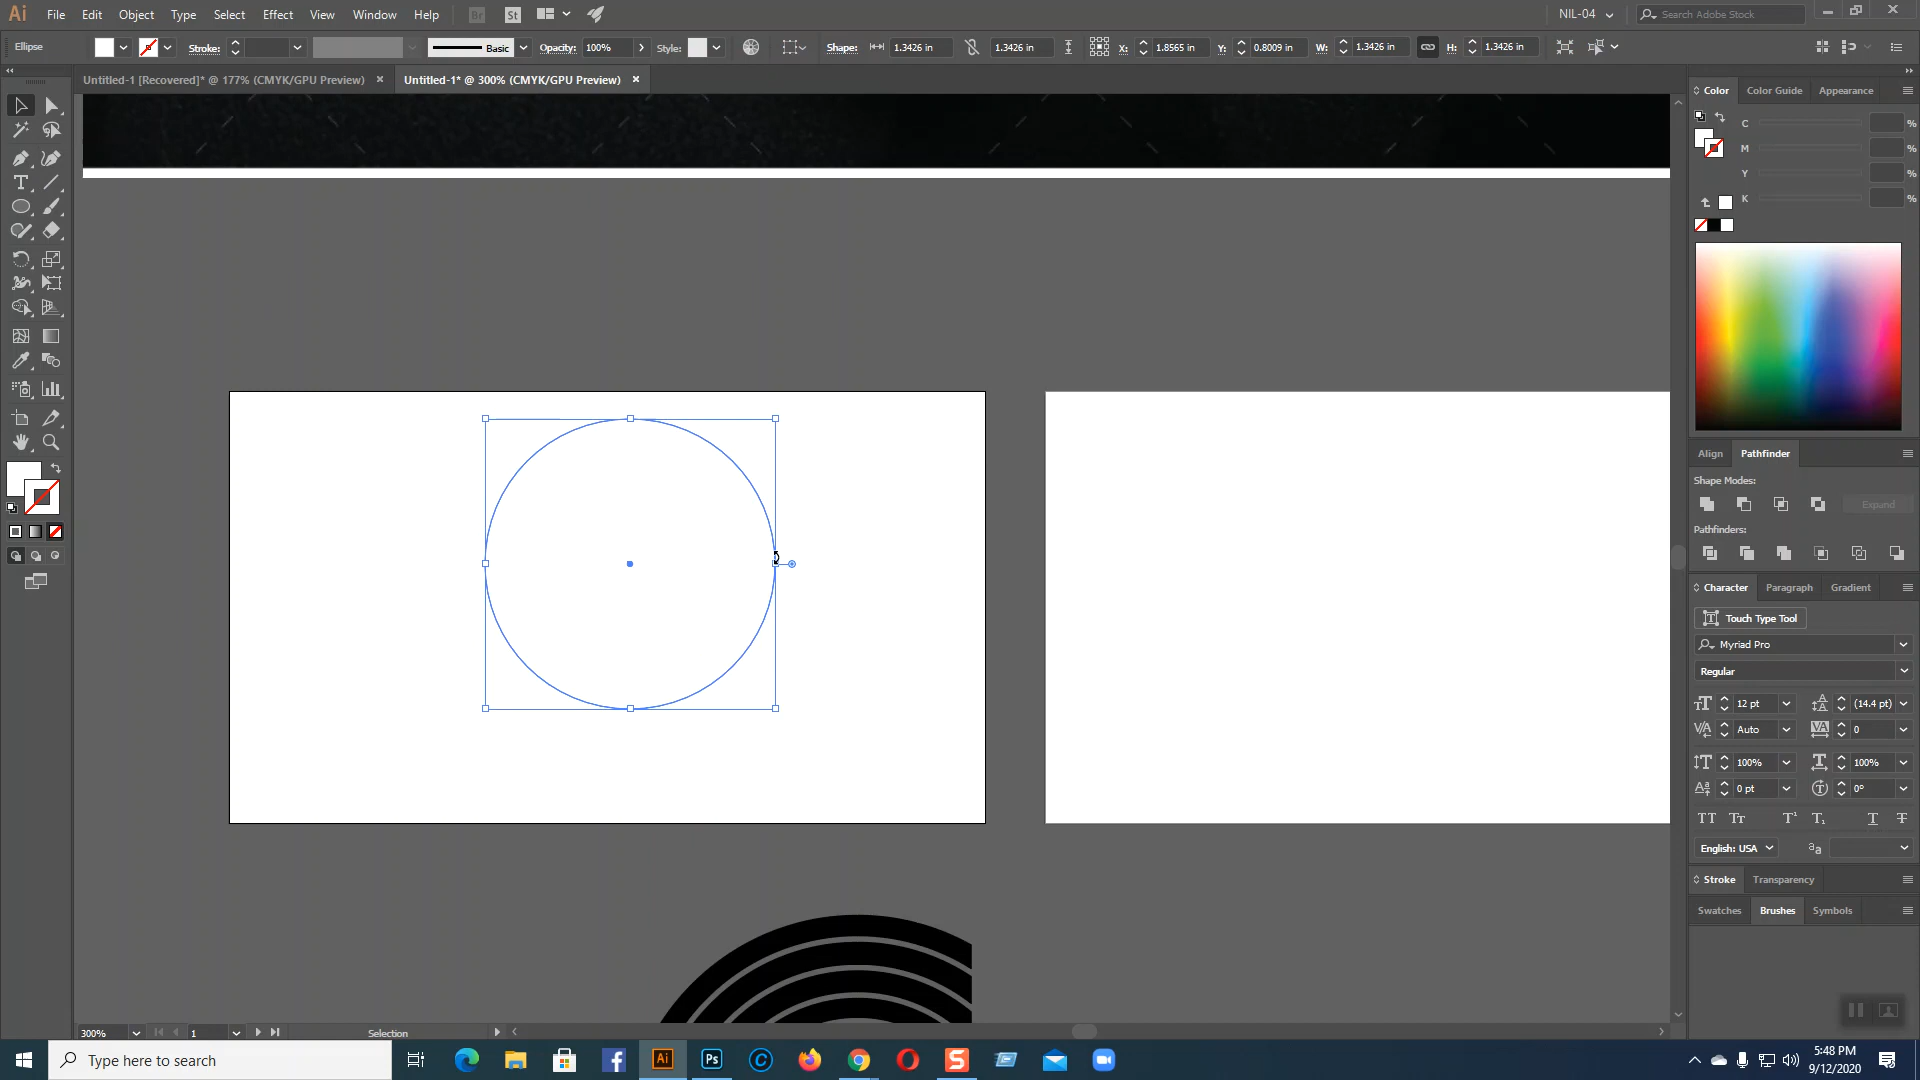 Ai File Edit Object Type Select Effect View Window Help Br St NIL-04 Search Adobe Stock
Ellipse Stroke: Basic Opacity: 100% Style: Shape: 1.3426 in 1.3426 in X: 1.8565 in Y: 0.8009 in W: 1.3426 in H: 1.3426 in
Untitled-1 [Recovered]* @ 177% (CMYK/GPU Preview) × Untitled-1* @ 300% (CMYK/GPU Preview) ×
Color Color Guide Appearance
C %
M %
Y %
K %
Align Pathfinder
Shape Modes:
Expand
Pathfinders:
Character Paragraph Gradient
Touch Type Tool
Myriad Pro
Regular
12 pt (14.4 pt)
Auto 0
100% 100%
0 pt 0°
English: USA
Stroke Transparency
Swatches Brushes Symbols
300% 1 Selection
Type here to search Ai Ps 5:48 PM
9/12/2020